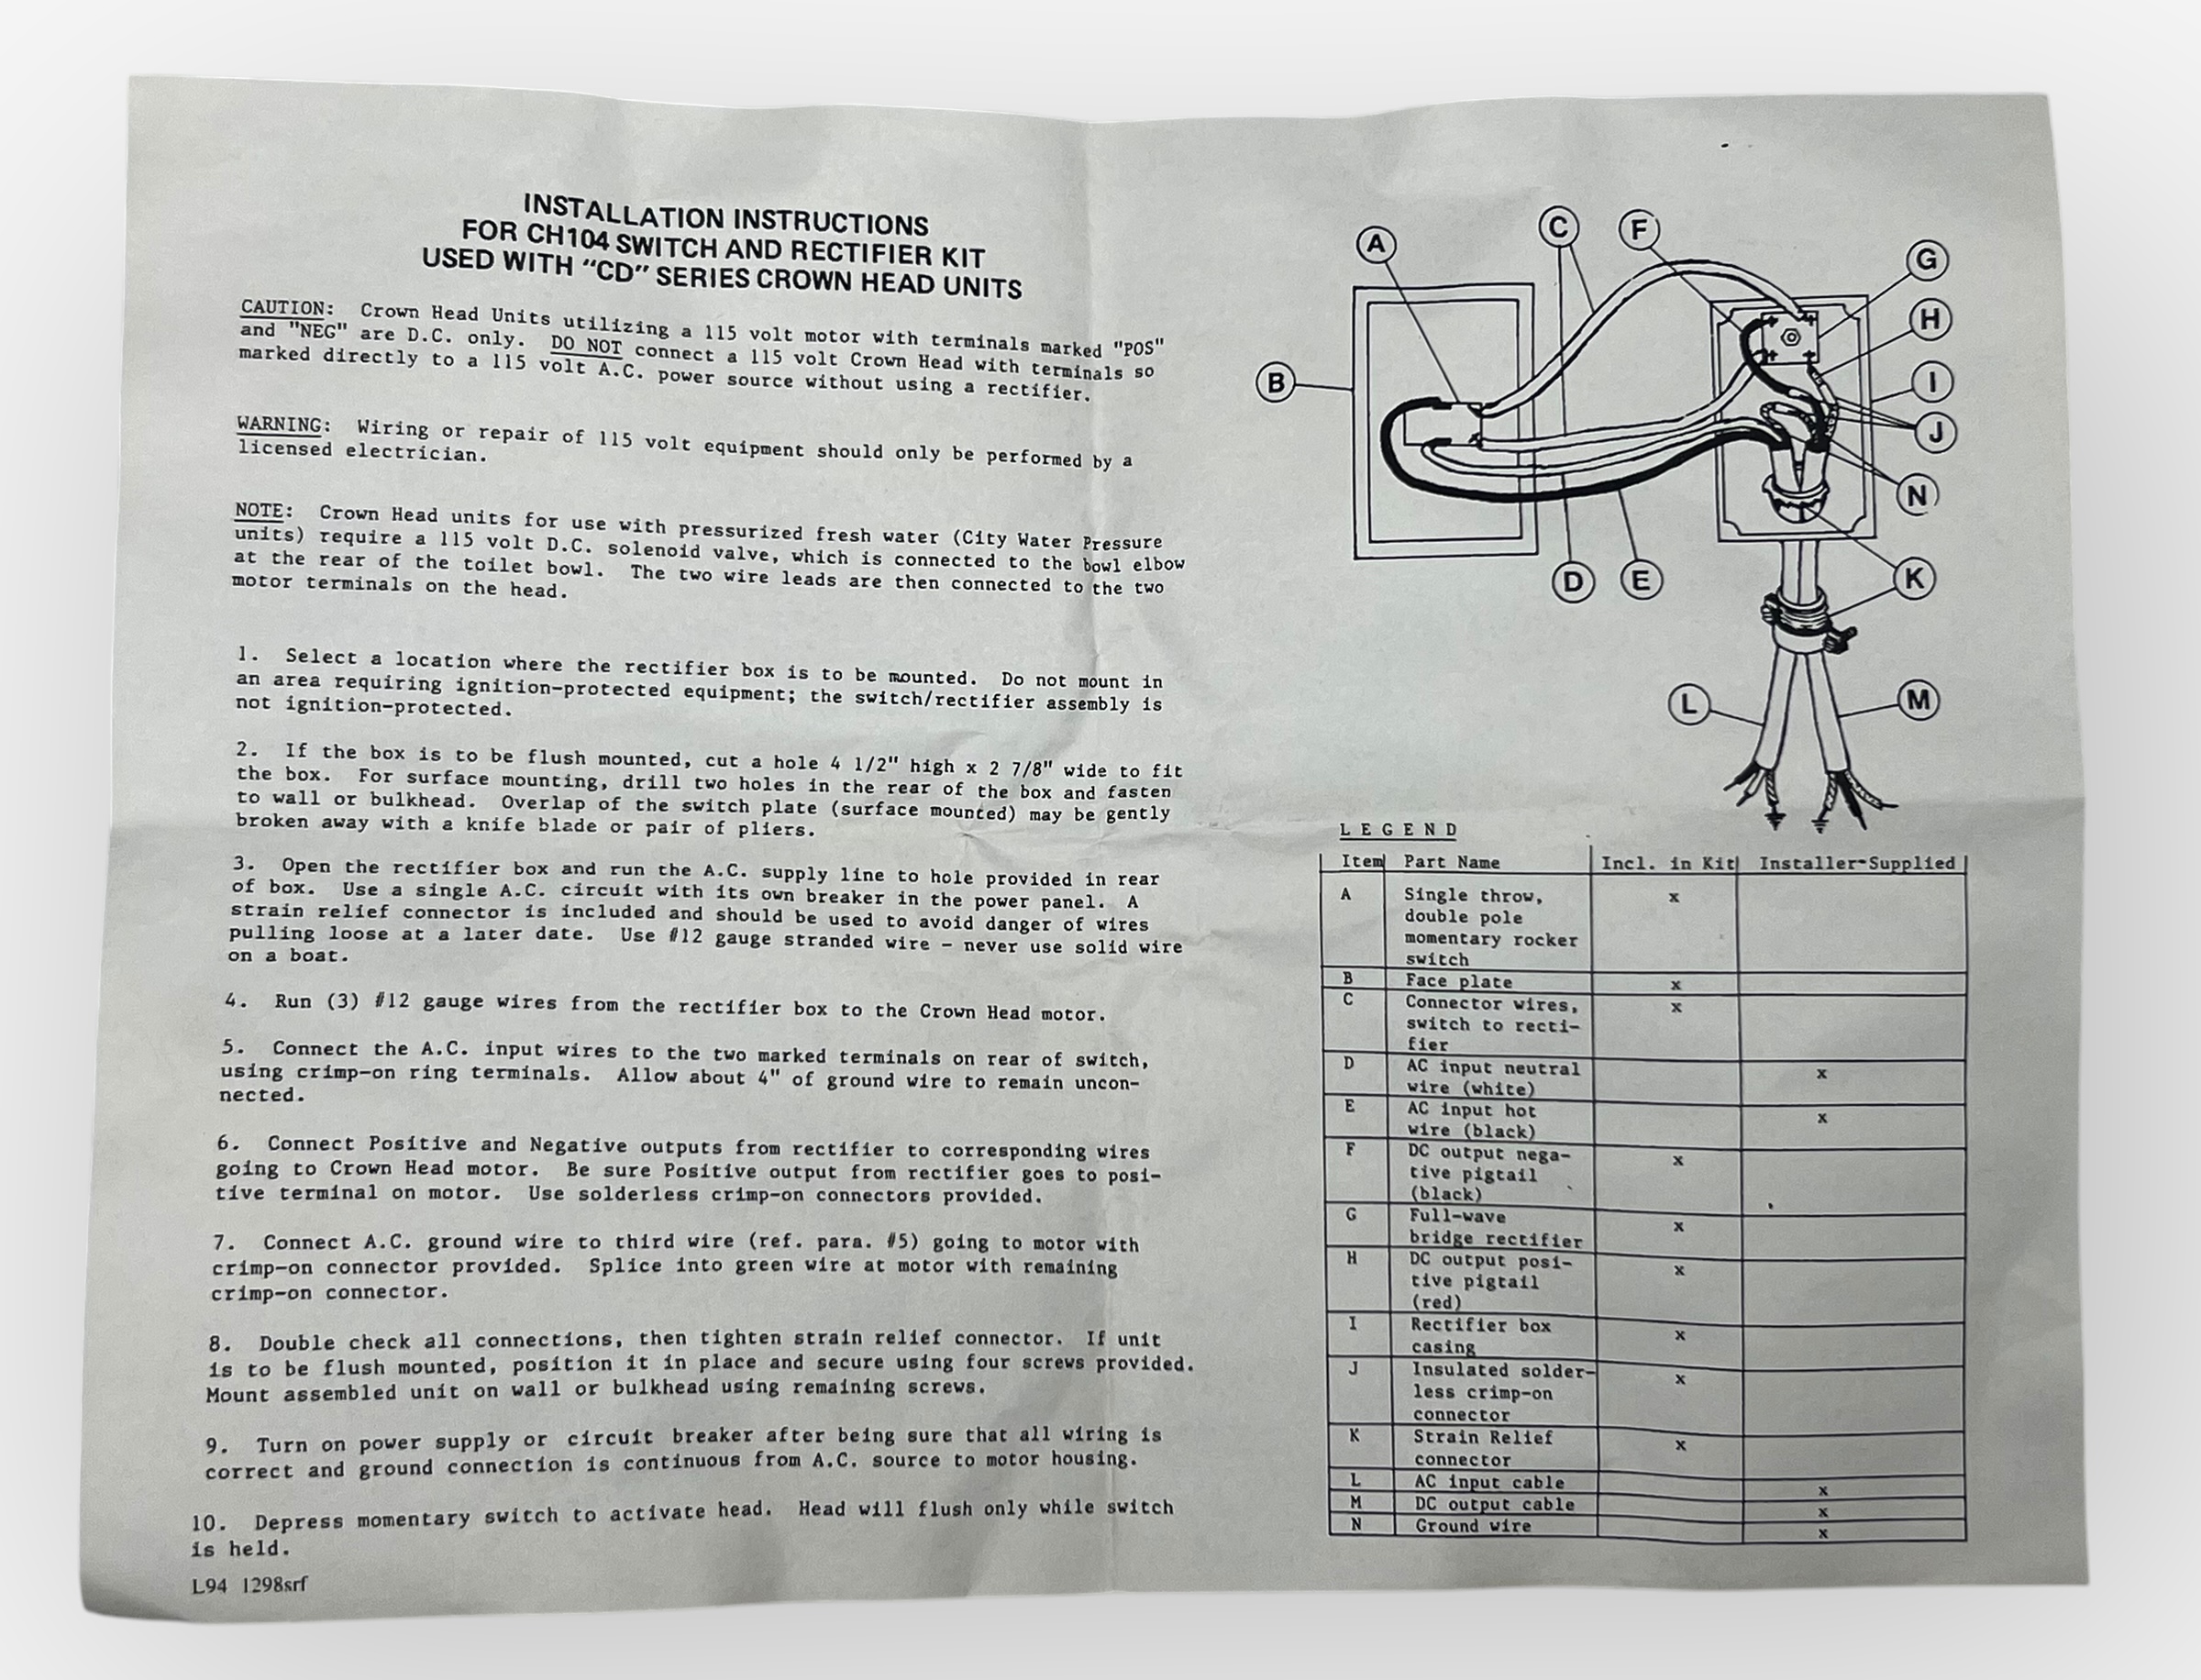 INSTALLATION INSTRUCTIONS
FOR CH104 SWITCH AND RECTIFIER KIT
USED WITH "CD" SERIES CROWN HEAD UNITS
CAUTION: Crown Head Units utilizing a 115 volt motor with terminals marked "POS"
and "NEG" are D.C. only. DO NOT connect a 115 volt Crown Head with terminals so
marked directly to a 115 volt A.C. power source without using a rectifier.
WARNING: Wiring or repair of 115 volt equipment should only be performed by a
licensed electrician.
NOTE: Crown Head units for use with pressurized fresh water (City Water Pressure
units) require a 115 volt D.C. solenoid valve, which is connected to the bowl elbow
at the rear of the toilet bowl. The two wire leads are then connected to the two
motor terminals on the head.
1. Select a location where the rectifier box is to be mounted. Do not mount in
an area requiring ignition-protected equipment; the switch/rectifier assembly is
not ignition-protected.
2. If the box is to be flush mounted, cut a hole 4 1/2" high x 2 7/8" wide to fit
the box. For surface mounting, drill two holes in the rear of the box and fasten
to wall or bulkhead. Overlap of the switch plate (surface mounted) may be gently
broken away with a knife blade or pair of pliers.
3. Open the rectifier box and run the A.C. supply line to hole provided in rear
of box. Use a single A.C. circuit with its own breaker in the power panel. A
strain relief connector is included and should be used to avoid danger of wires
pulling loose at a later date. Use #12 gauge stranded wire - never use solid wire
on a boat.
4. Run (3) #12 gauge wires from the rectifier box to the Crown Head motor.
5. Connect the A.C. input wires to the two marked terminals on rear of switch,
using crimp-on ring terminals. Allow about 4" of ground wire to remain uncon-
nected.
6. Connect Positive and Negative outputs from rectifier to corresponding wires
going to Crown Head motor. Be sure Positive output from rectifier goes to posi-
tive terminal on motor. Use solderless crimp-on connectors provided.
7. Connect A.C. ground wire to third wire (ref. para. #5) going to motor with
crimp-on connector provided. Splice into green wire at motor with remaining
crimp-on connector.
8. Double check all connections, then tighten strain relief connector. If unit
is to be flush mounted, position it in place and secure using four screws provided.
Mount assembled unit on wall or bulkhead using remaining screws.
9. Turn on power supply or circuit breaker after being sure that all wiring is
correct and ground connection is continuous from A.C. source to motor housing.
10. Depress momentary switch to activate head. Head will flush only while switch
is held.
L94 1298srf
A
C
F
G
H
B
I
J
N
D
E
K
L
M
LEGEND
Item Part Name Incl. in Kit Installer-Supplied
A Single throw, x
double pole
momentary rocker
switch
B Face plate x
C Connector wires, x
switch to recti-
fier
D AC input neutral x
wire (white)
E AC input hot x
wire (black)
F DC output nega- x
tive pigtail
(black)
G Full-wave x
bridge rectifier
H DC output posi- x
tive pigtail
(red)
I Rectifier box x
casing
J Insulated solder- x
less crimp-on
connector
K Strain Relief x
connector
L AC input cable x
M DC output cable x
N Ground wire x